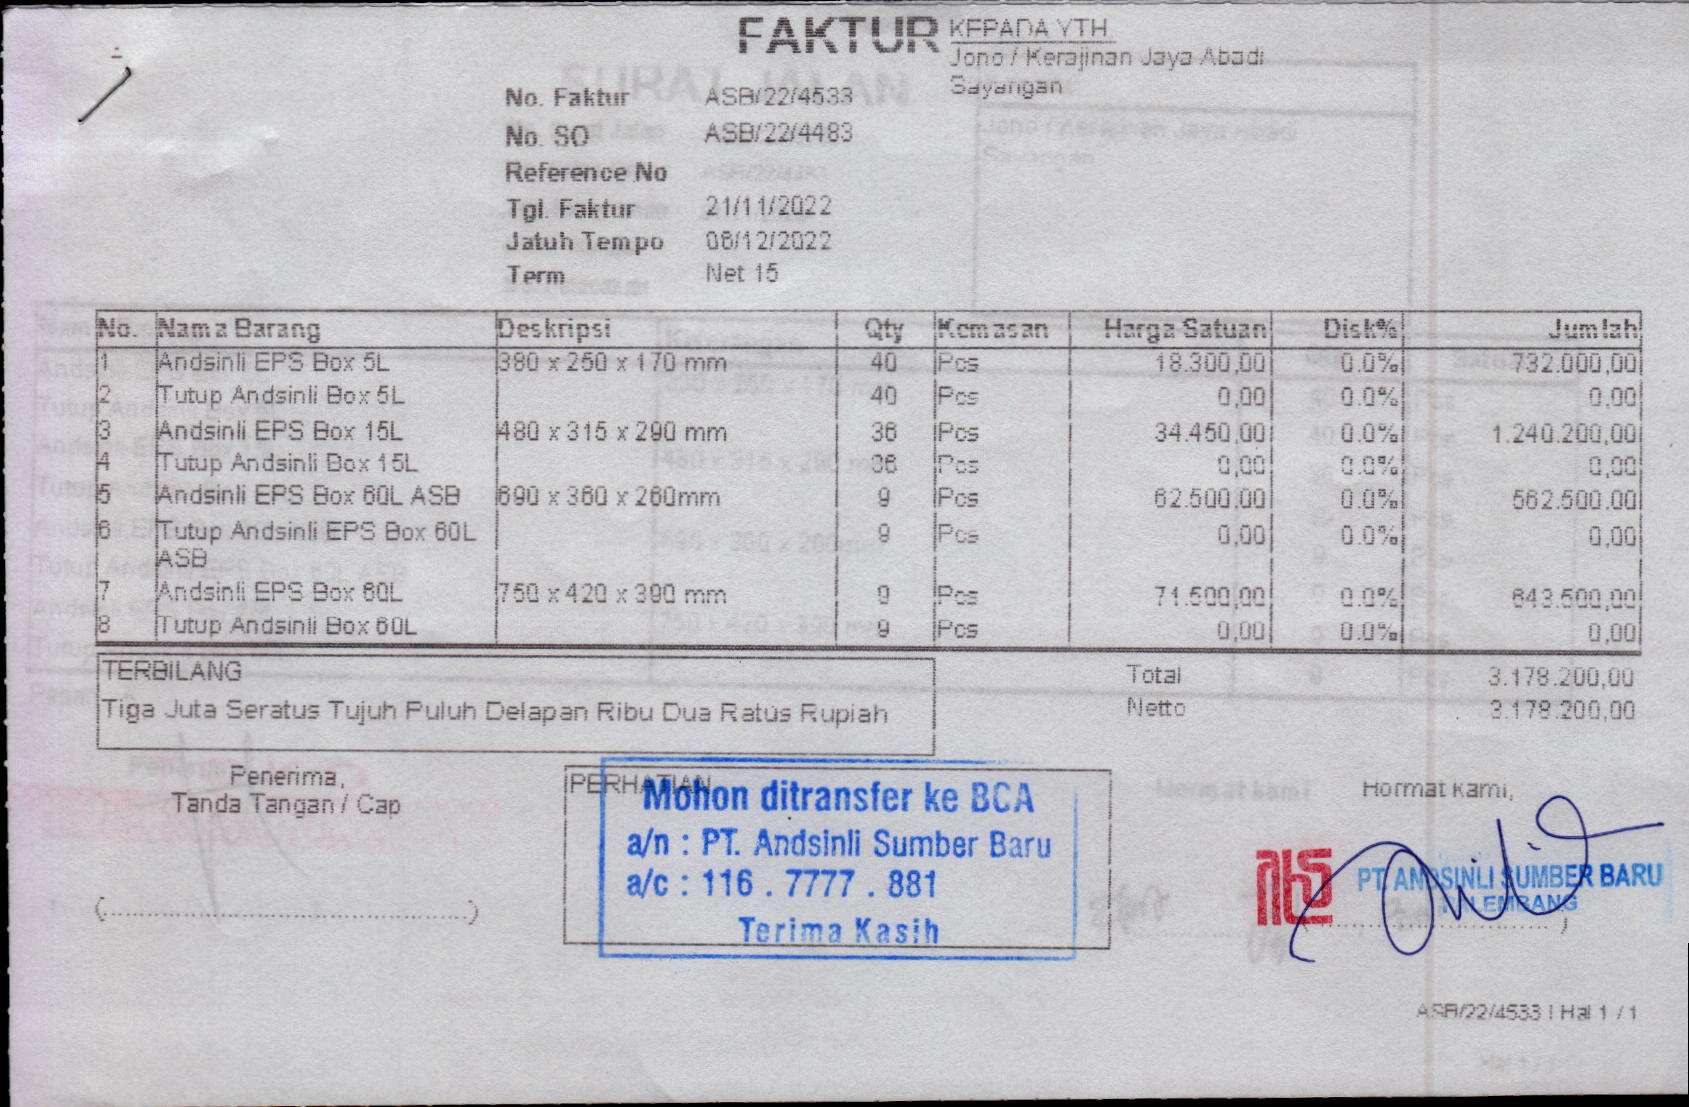 FAKTUR
KEPADA YTH
Jono / Kerajinan Jaya Abadi
Sayangan
No. Faktur ASB/22/4533
No. SO ASB/22/4483
Reference No
Tgl. Faktur 21/11/2022
Jatuh Tempo 06/12/2022
Term Net 15
No. Nama Barang Deskripsi Qty Kemasan Harga Satuan Disk% Jumlah
1 Andsinli EPS Box 5L 380 x 250 x 170 mm 40 Pcs 18.300,00 0.0% 732.000,00
2 Tutup Andsinli Box 5L 40 Pcs 0,00 0.0% 0,00
3 Andsinli EPS Box 15L 480 x 315 x 290 mm 36 Pcs 34.450,00 0.0% 1.240.200,00
4 Tutup Andsinli Box 15L 36 Pcs 0,00 0.0% 0,00
5 Andsinli EPS Box 60L ASB 690 x 360 x 260mm 9 Pcs 62.500,00 0.0% 562.500,00
6 Tutup Andsinli EPS Box 60L 9 Pcs 0,00 0.0% 0,00
ASB
7 Andsinli EPS Box 60L 750 x 420 x 390 mm 9 Pcs 71.500,00 0.0% 643.500,00
8 Tutup Andsinli Box 60L 9 Pcs 0,00 0.0% 0,00
TERBILANG
Tiga Juta Seratus Tujuh Puluh Delapan Ribu Dua Ratus Rupiah
Total 3.178.200,00
Netto 3.178.200,00
Penerima,
Tanda Tangan / Cap
(......................................................)
PERHATIAN
Mohon ditransfer ke BCA
a/n : PT. Andsinli Sumber Baru
a/c : 116 . 7777 . 881
Terima Kasih
Hormat Kami,
PT. ANDSINLI SUMBER BARU
PALEMBANG
ASB/22/4533 | Hal 1 / 1